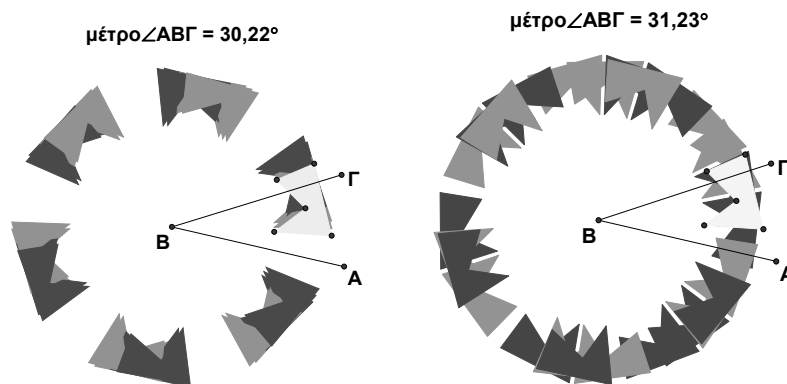 μέτρο∠ΑΒΓ = 30,22°
Γ
Β
Α
μέτρο∠ΑΒΓ = 31,23°
Γ
Β
Α